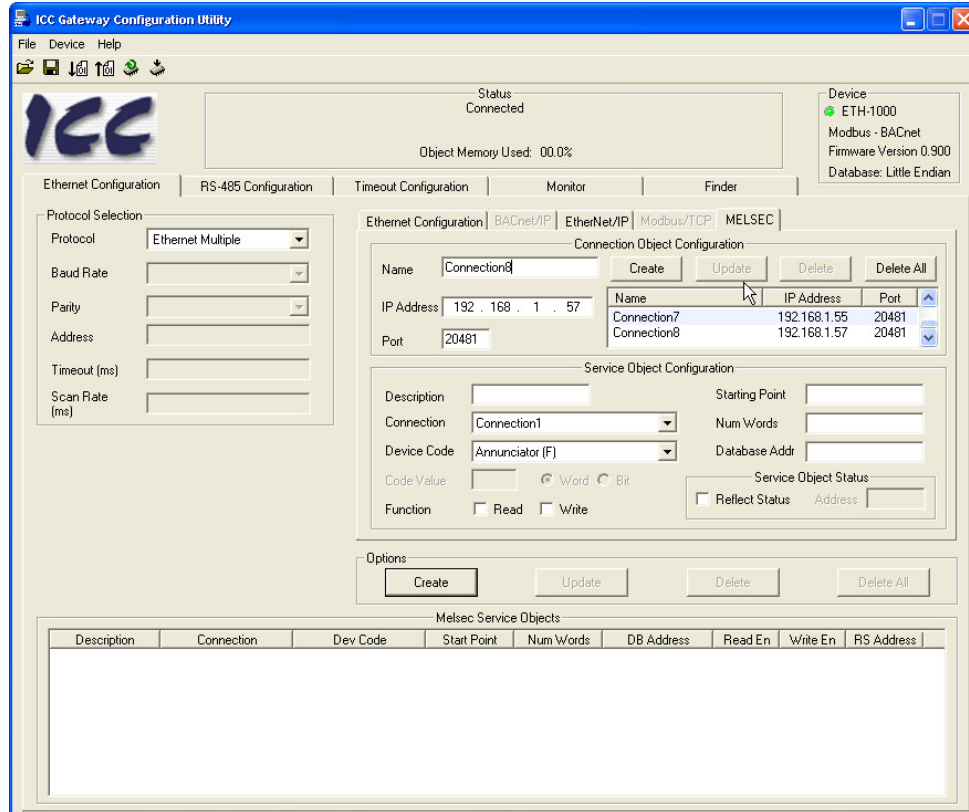 ICC Gateway Configuration Utility
File Device Help
ICC
Status
Connected
Object Memory Used: 00.0%
Device
ETH-1000
Modbus - BACnet
Firmware Version 0.900
Database: Little Endian
Ethernet Configuration RS-485 Configuration Timeout Configuration Monitor Finder
Protocol Selection
Protocol Ethernet Multiple
Baud Rate
Parity
Address
Timeout (ms)
Scan Rate
(ms)
Ethernet Configuration BACnet/IP EtherNet/IP Modbus/TCP MELSEC
Connection Object Configuration
Name Connection8 Create Update Delete Delete All
IP Address 192 . 168 . 1 . 57
Port 20481
Name IP Address Port
Connection7 192.168.1.55 20481
Connection8 192.168.1.57 20481
Service Object Configuration
Description Starting Point
Connection Connection1 Num Words
Device Code Annunciator (F) Database Addr
Code Value Word Bit
Function Read Write
Service Object Status
Reflect Status Address
Options
Create Update Delete Delete All
Melsec Service Objects
Description Connection Dev Code Start Point Num Words DB Address Read En Write En RS Address